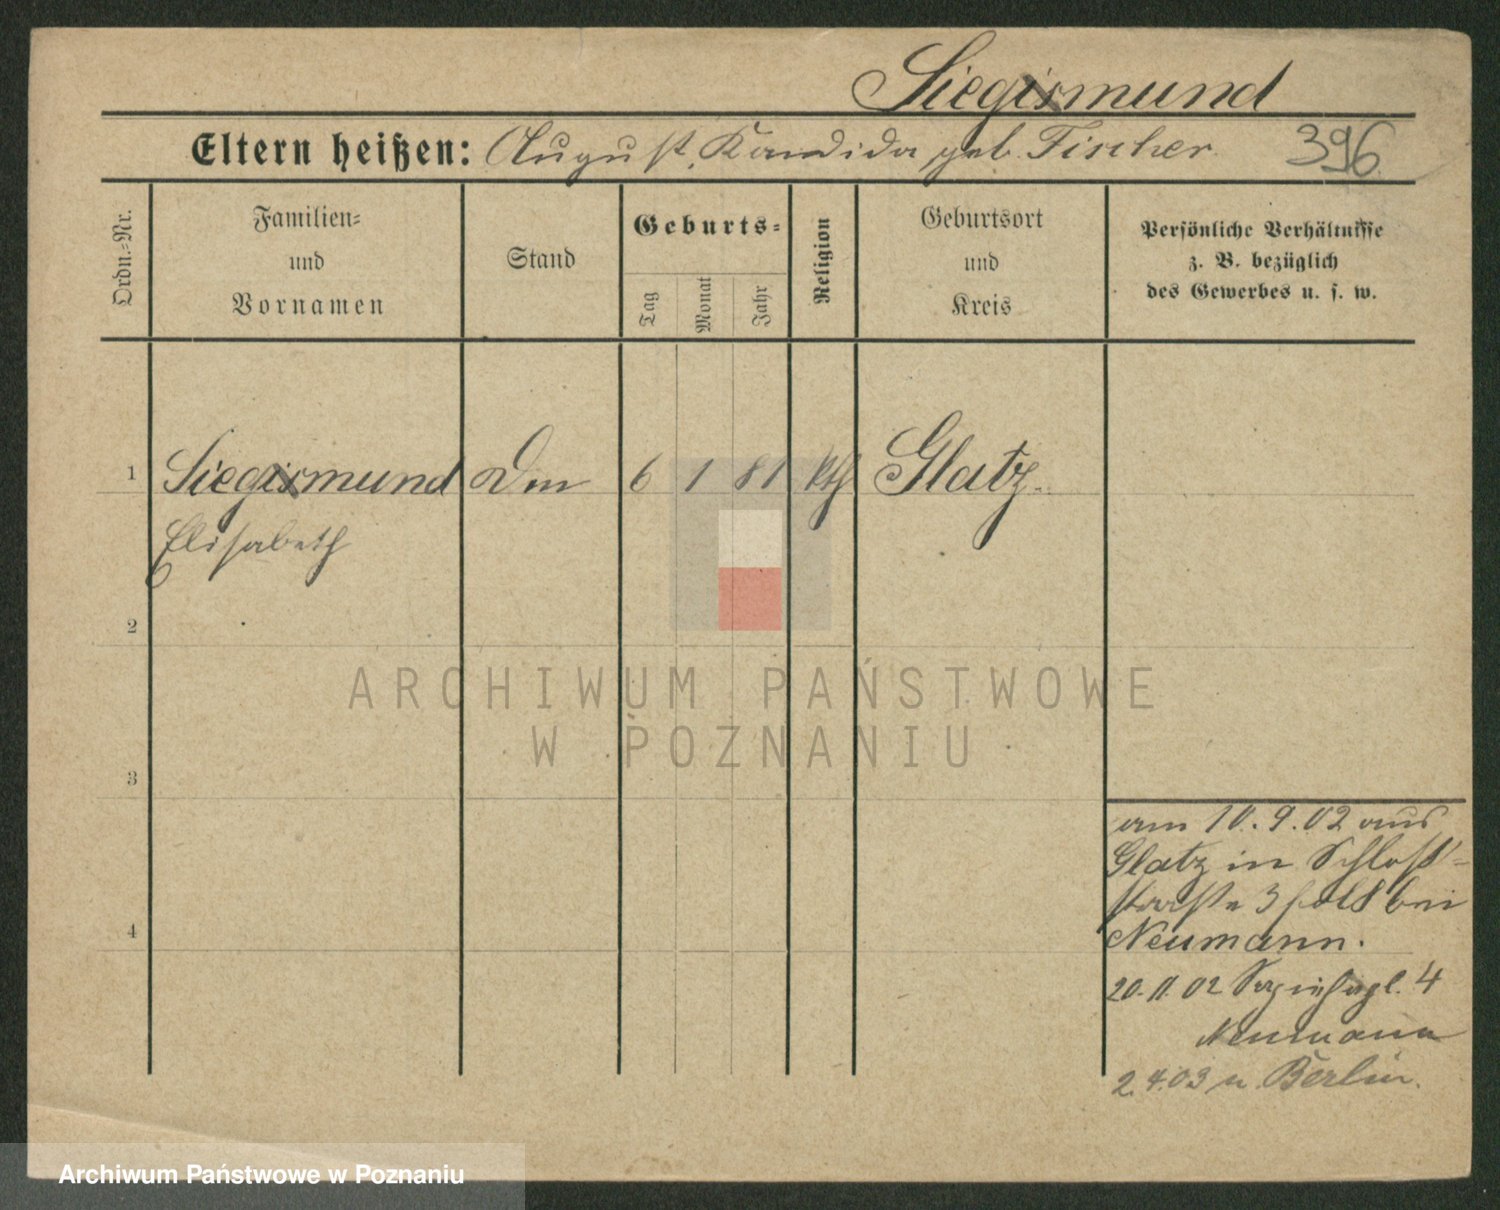 Siegismund
Eltern heißen: August, Kandida geb. Fischer. 396
Ordn.-Nr.
Familien-
und
Vornamen
Stand
Geburts-
Tag
Monat
Jahr
Religion
Geburtsort
und
Kreis
Persönliche Verhältnisse
z. B. bezüglich
des Gewerbes u. s. w.
1 Siegismund 6 1 81 kth Glatz.
Elisabeth
2
3
4
ARCHIWUM PAŃSTWOWE
W POZNANIU
am 10.9.02 aus
Glatz in Schloß-
straße 3 bei
Neumann.
20.11.02 4
Neumann
2.4.03 n. Berlin.
Archiwum Państwowe w Poznaniu